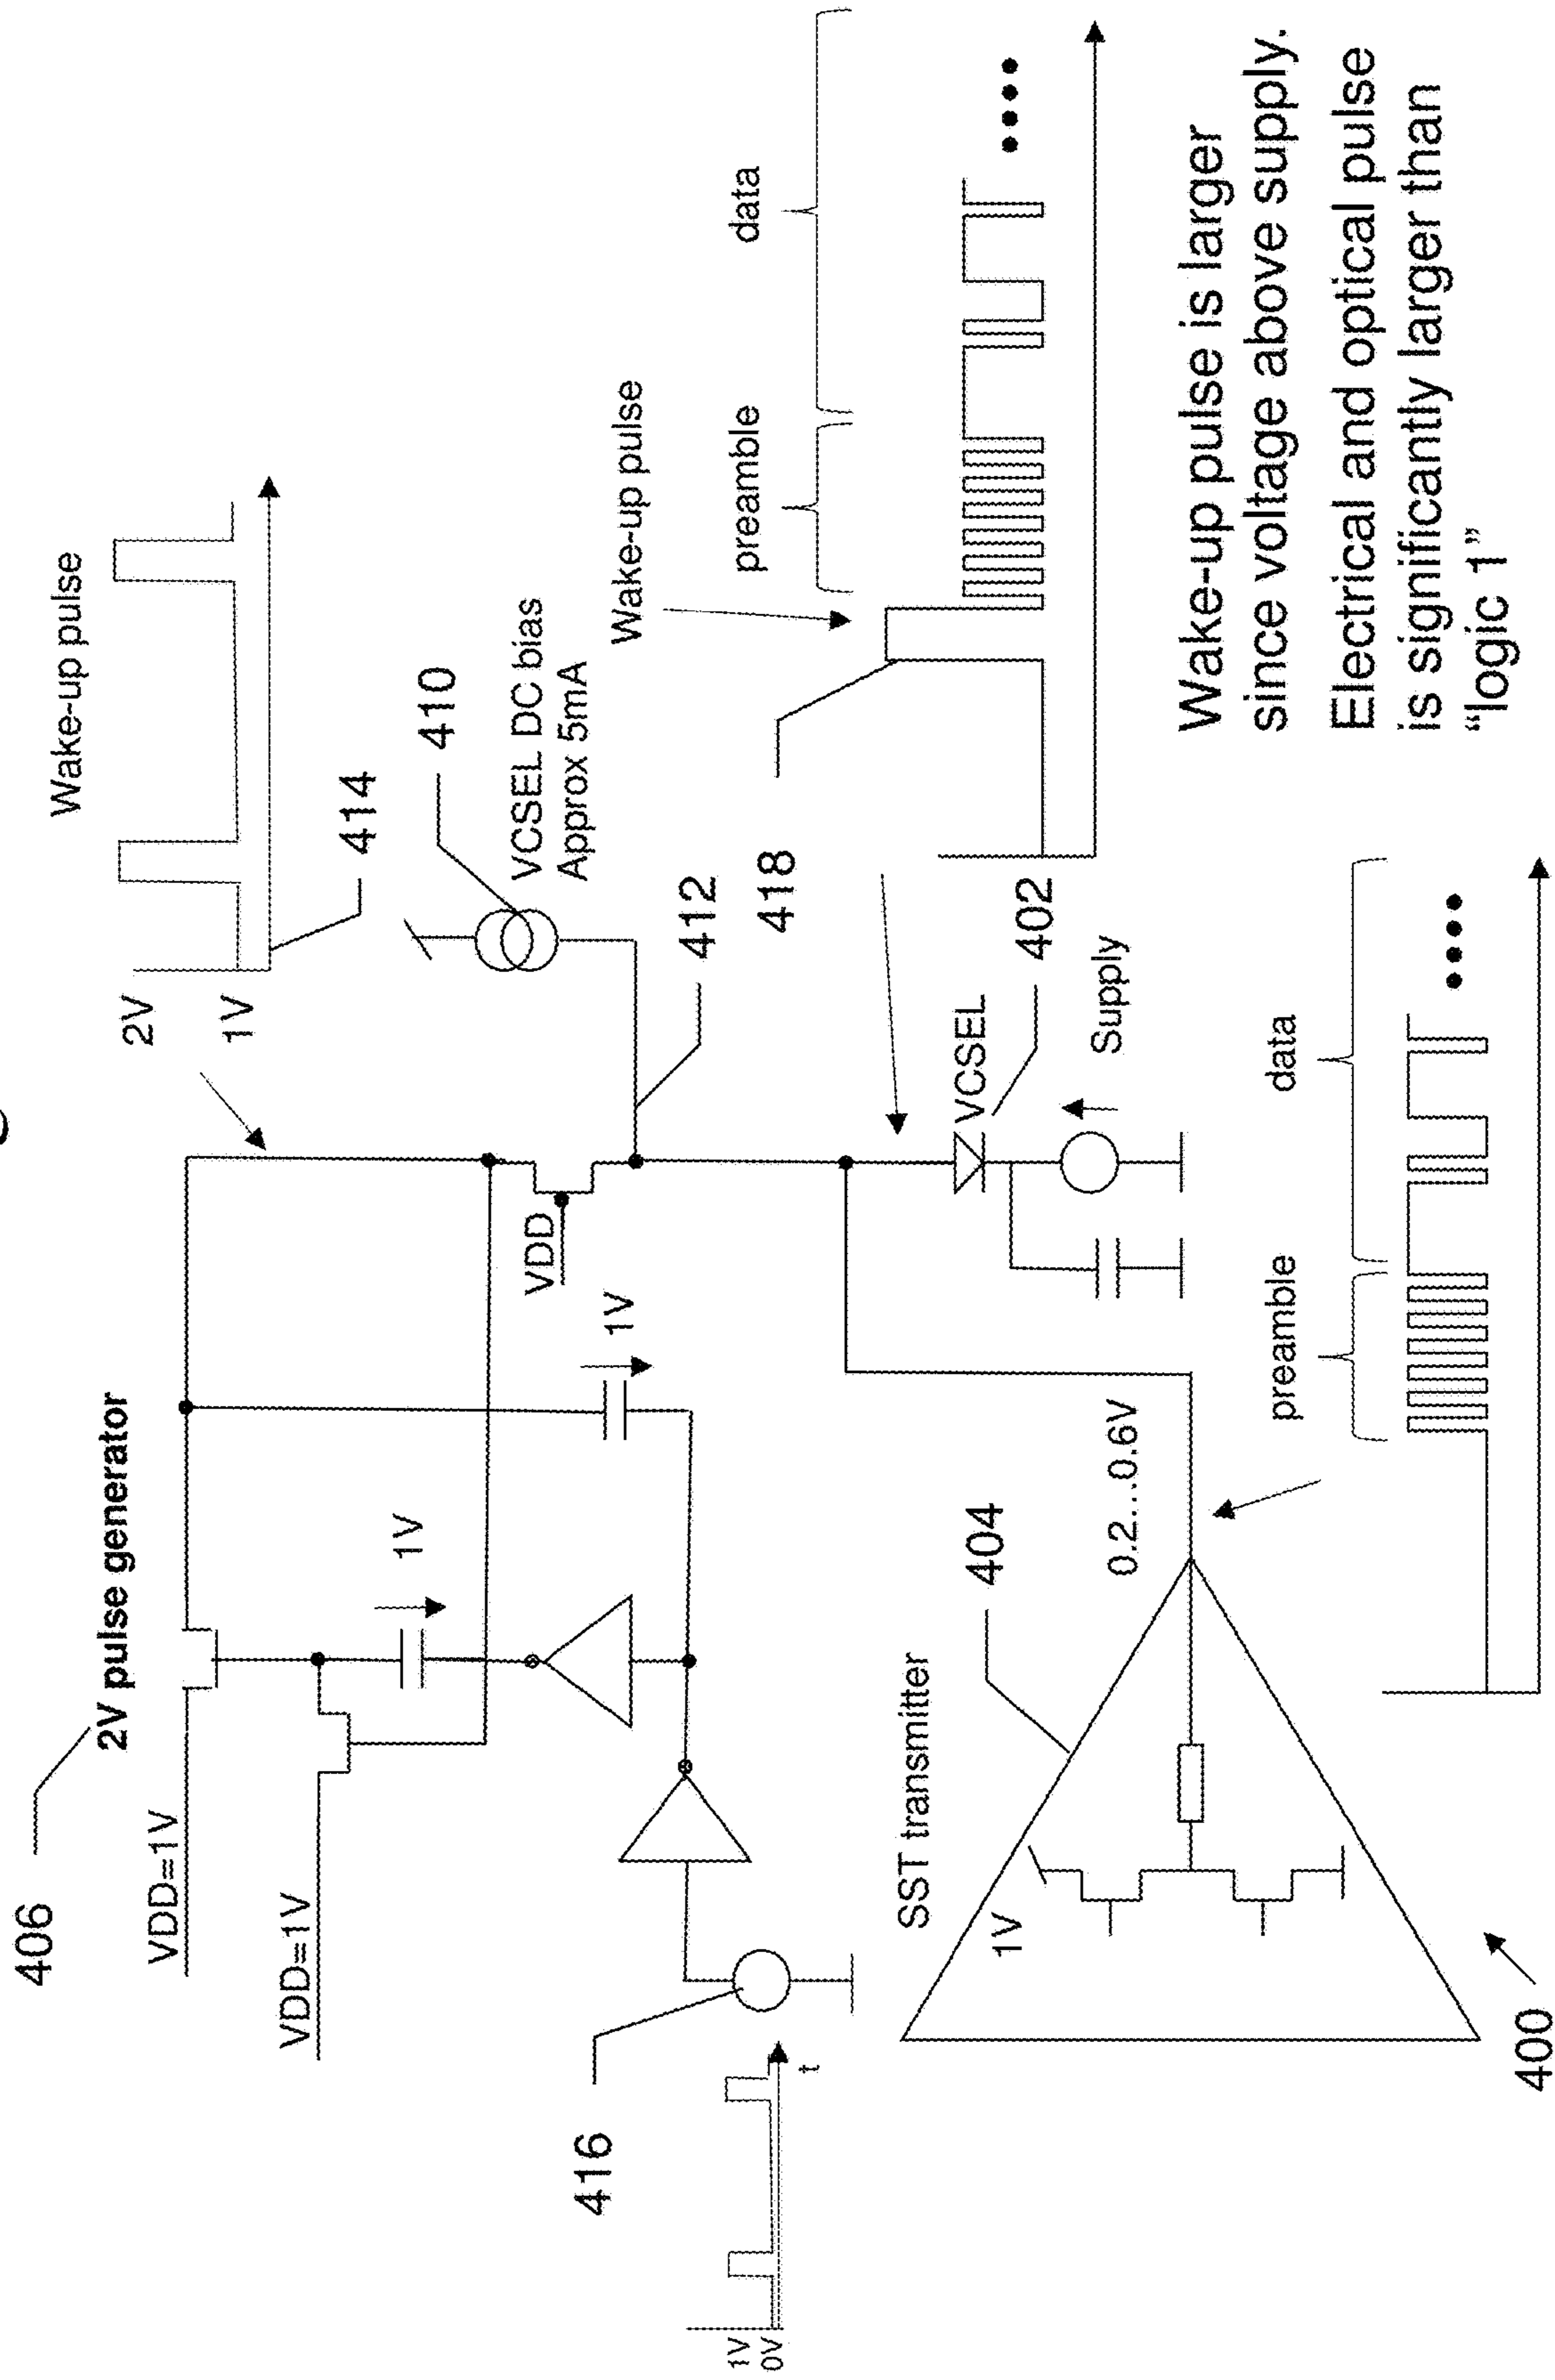 406
2V pulse generator
VDD=1V
VDD=1V
1V
1V
VDD
Wake-up pulse
2V
1V
414
410
VCSEL DC bias
Approx 5mA
412
416
1V
0V
t
Wake-up pulse
418
preamble
data
VCSEL
402
Supply
SST transmitter
404
1V
0.2...0.6V
400
preamble
data
Wake-up pulse is larger
since voltage above supply.
Electrical and optical pulse
is significantly larger than
“logic 1”